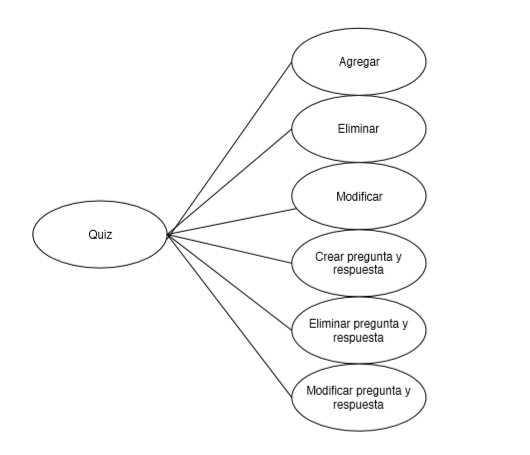 Agregar
Eliminar
Modificar
Quiz
Crear pregunta y
respuesta
Eliminar pregunta y
respuesta
Modificar pregunta y
respuesta